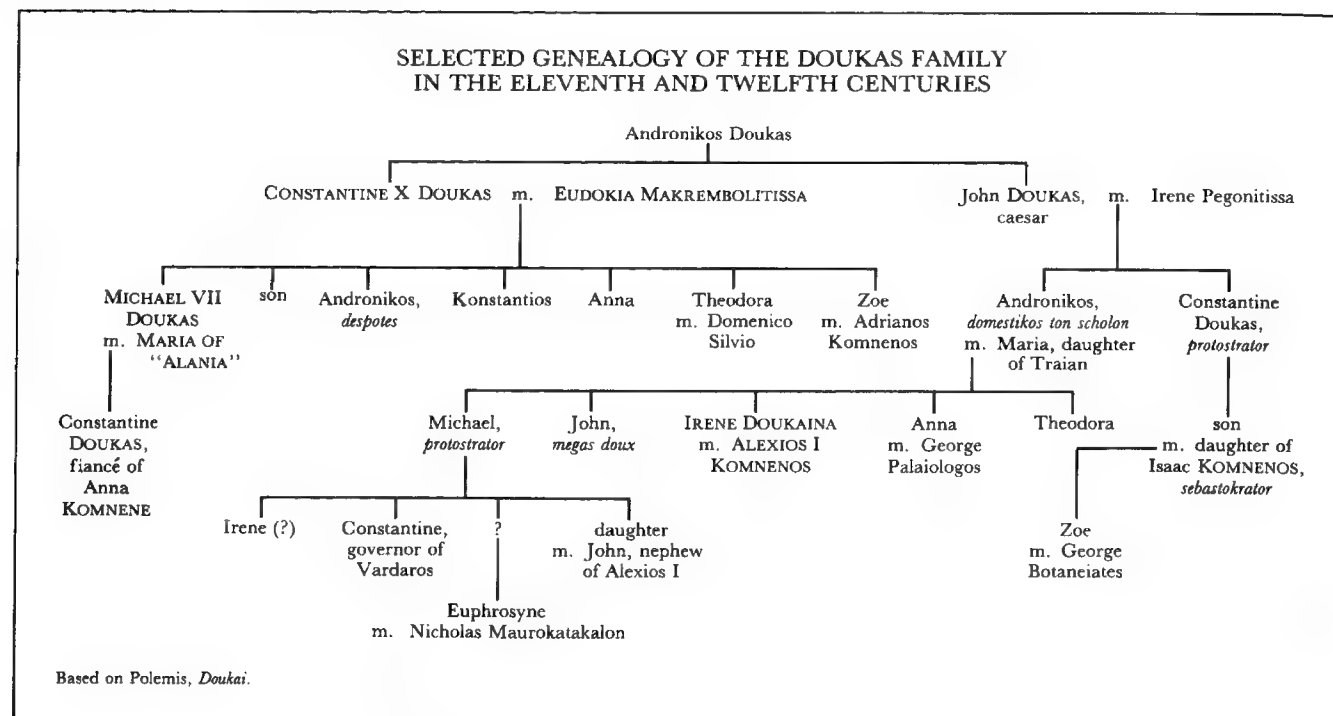 SELECTED GENEALOGY OF THE DOUKAS FAMILY
IN THE ELEVENTH AND TWELFTH CENTURIES
Andronikos Doukas
CONSTANTINE X DOUKAS m. EUDOKIA MAKREMBOLITISSA
John DOUKAS, m. Irene Pegonitissa
caesar
MICHAEL VII
DOUKAS
m. MARIA OF
"ALANIA"
son
Andronikos,
despotes
Konstantios
Anna
Theodora
m. Domenico
Silvio
Zoe
m. Adrianos
Komnenos
Andronikos,
domestikos ton scholon
m. Maria, daughter
of Traian
Constantine
Doukas,
protostrator
Constantine
DOUKAS,
fiancé of
Anna
KOMNENE
Michael,
protostrator
John,
megas doux
IRENE DOUKAINA
m. ALEXIOS I
KOMNENOS
Anna
m. George
Palaiologos
Theodora
son
m. daughter of
Isaac KOMNENOS,
sebastokrator
Irene (?)
Constantine,
governor of
Vardaros
?
daughter
m. John, nephew
of Alexios I
Zoe
m. George
Botaneiates
Euphrosyne
m. Nicholas Maurokatakalon
Based on Polemis, Doukai.